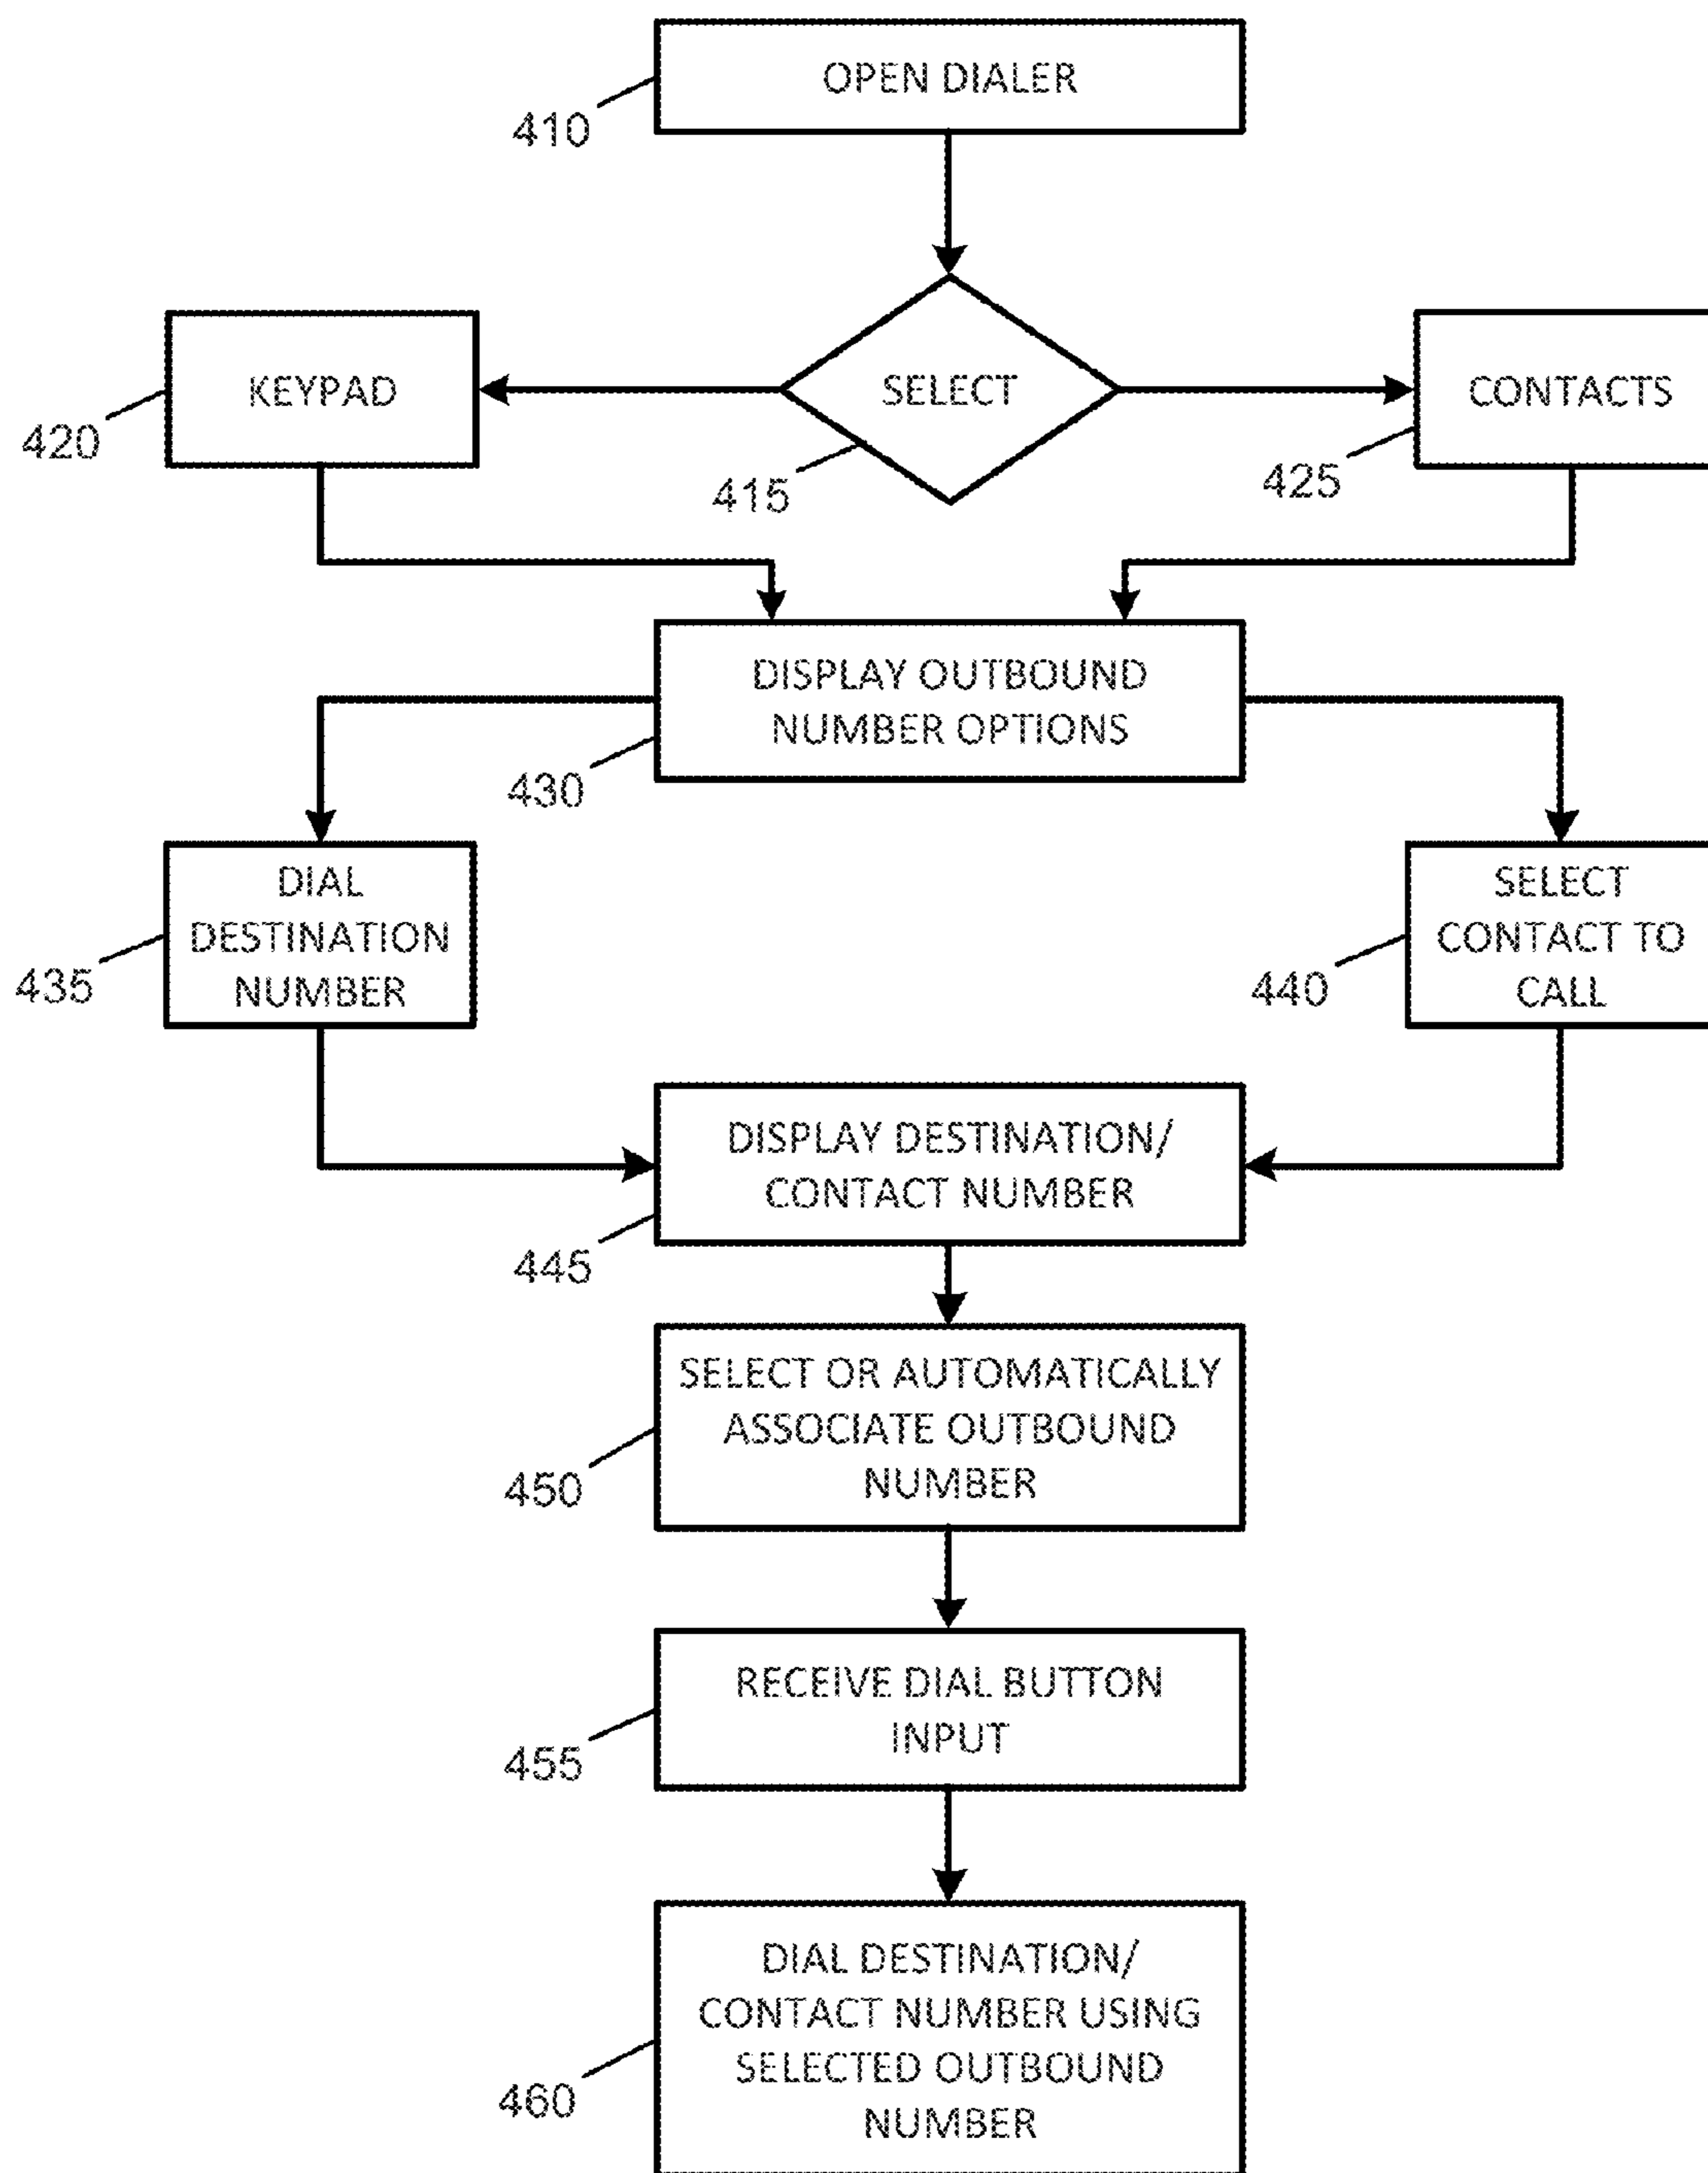 OPEN DIALER
410
KEYPAD
SELECT
CONTACTS
420
415
425
DISPLAY OUTBOUND
NUMBER OPTIONS
430
DIAL
DESTINATION
NUMBER
435
SELECT
CONTACT TO
CALL
440
DISPLAY DESTINATION/
CONTACT NUMBER
445
SELECT OR AUTOMATICALLY
ASSOCIATE OUTBOUND
NUMBER
450
RECEIVE DIAL BUTTON
INPUT
455
DIAL DESTINATION/
CONTACT NUMBER USING
SELECTED OUTBOUND
NUMBER
460